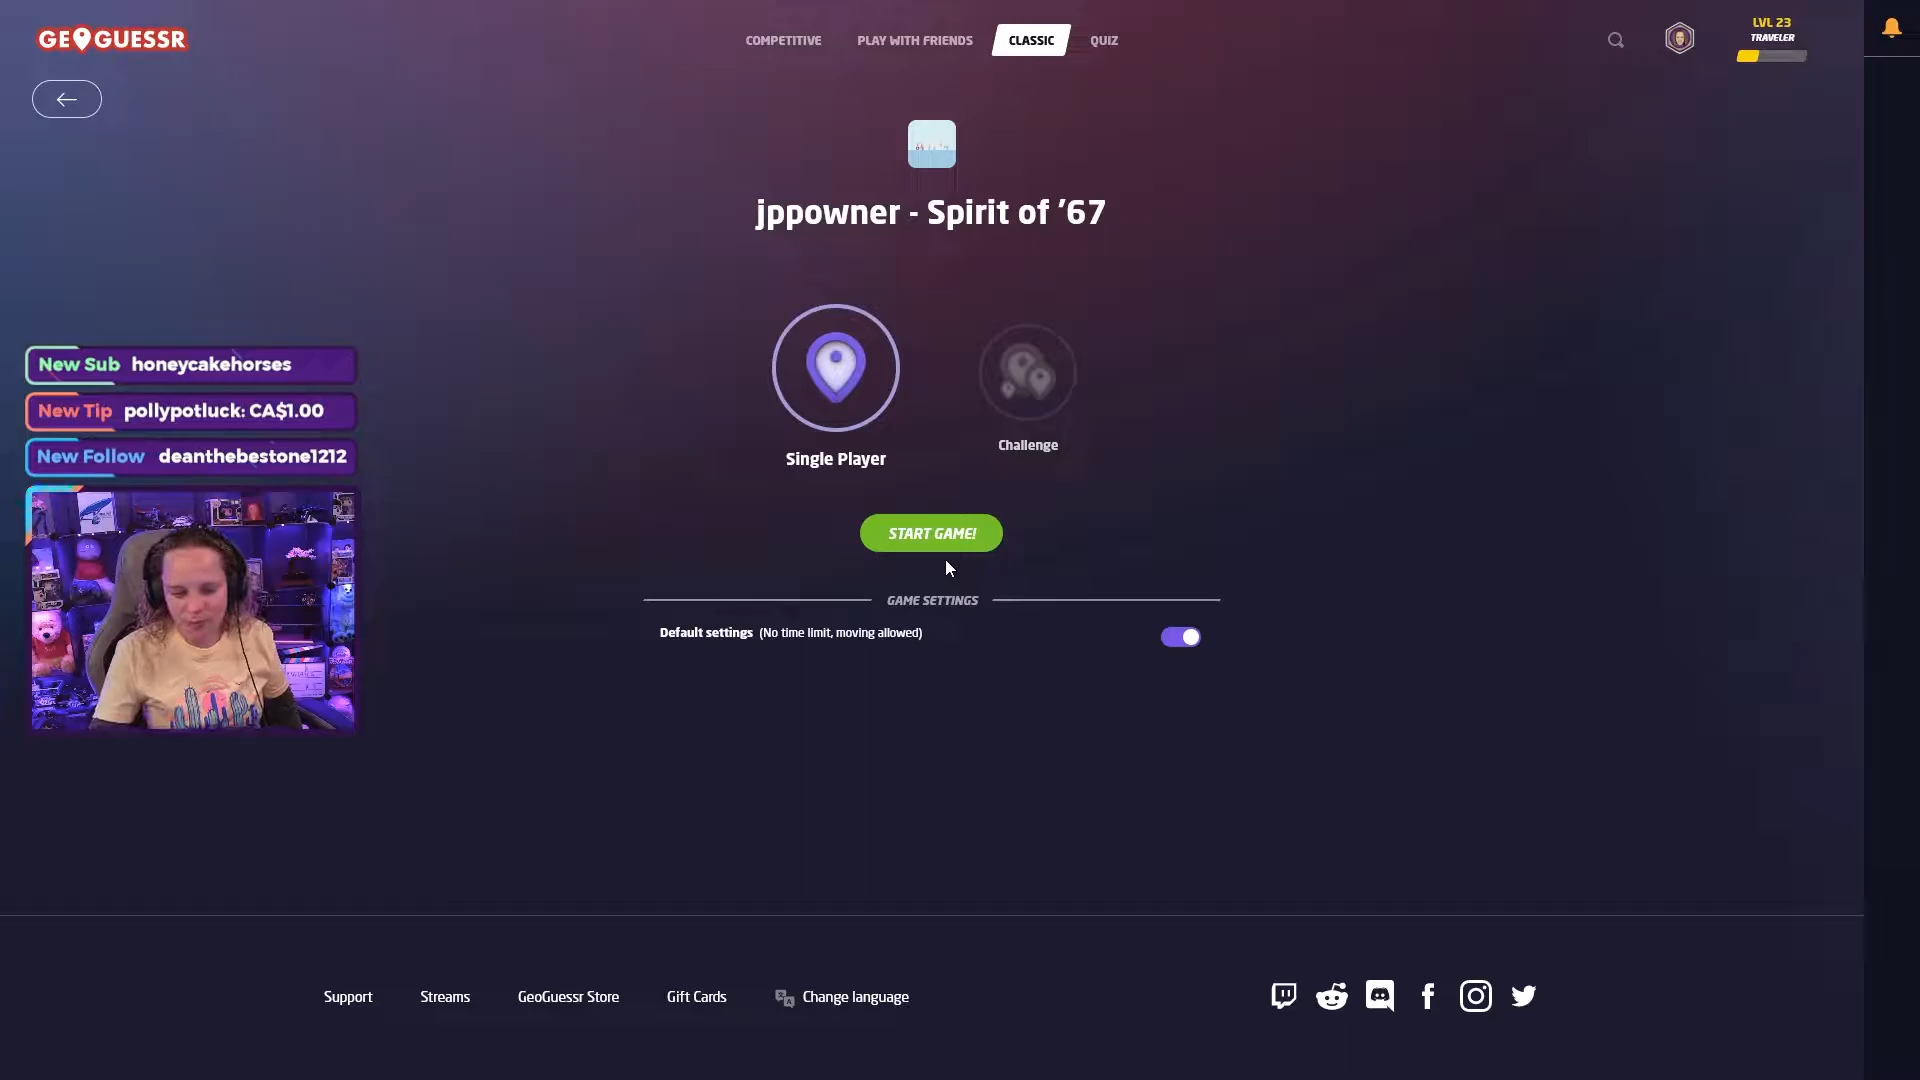 GEOGUESSR
COMPETITIVE
PLAY WITH FRIENDS
CLASSIC
QUIZ
LVL 23
TRAVELER
jppowner - Spirit of '67
Single Player
Challenge
START GAME!
GAME SETTINGS
Default settings (No time limit, moving allowed)
New Sub honeycakehorses
New Tip pollypotluck: CA$1.00
New Follow deanthebestone1212
Support
Streams
GeoGuessr Store
Gift Cards
Change language